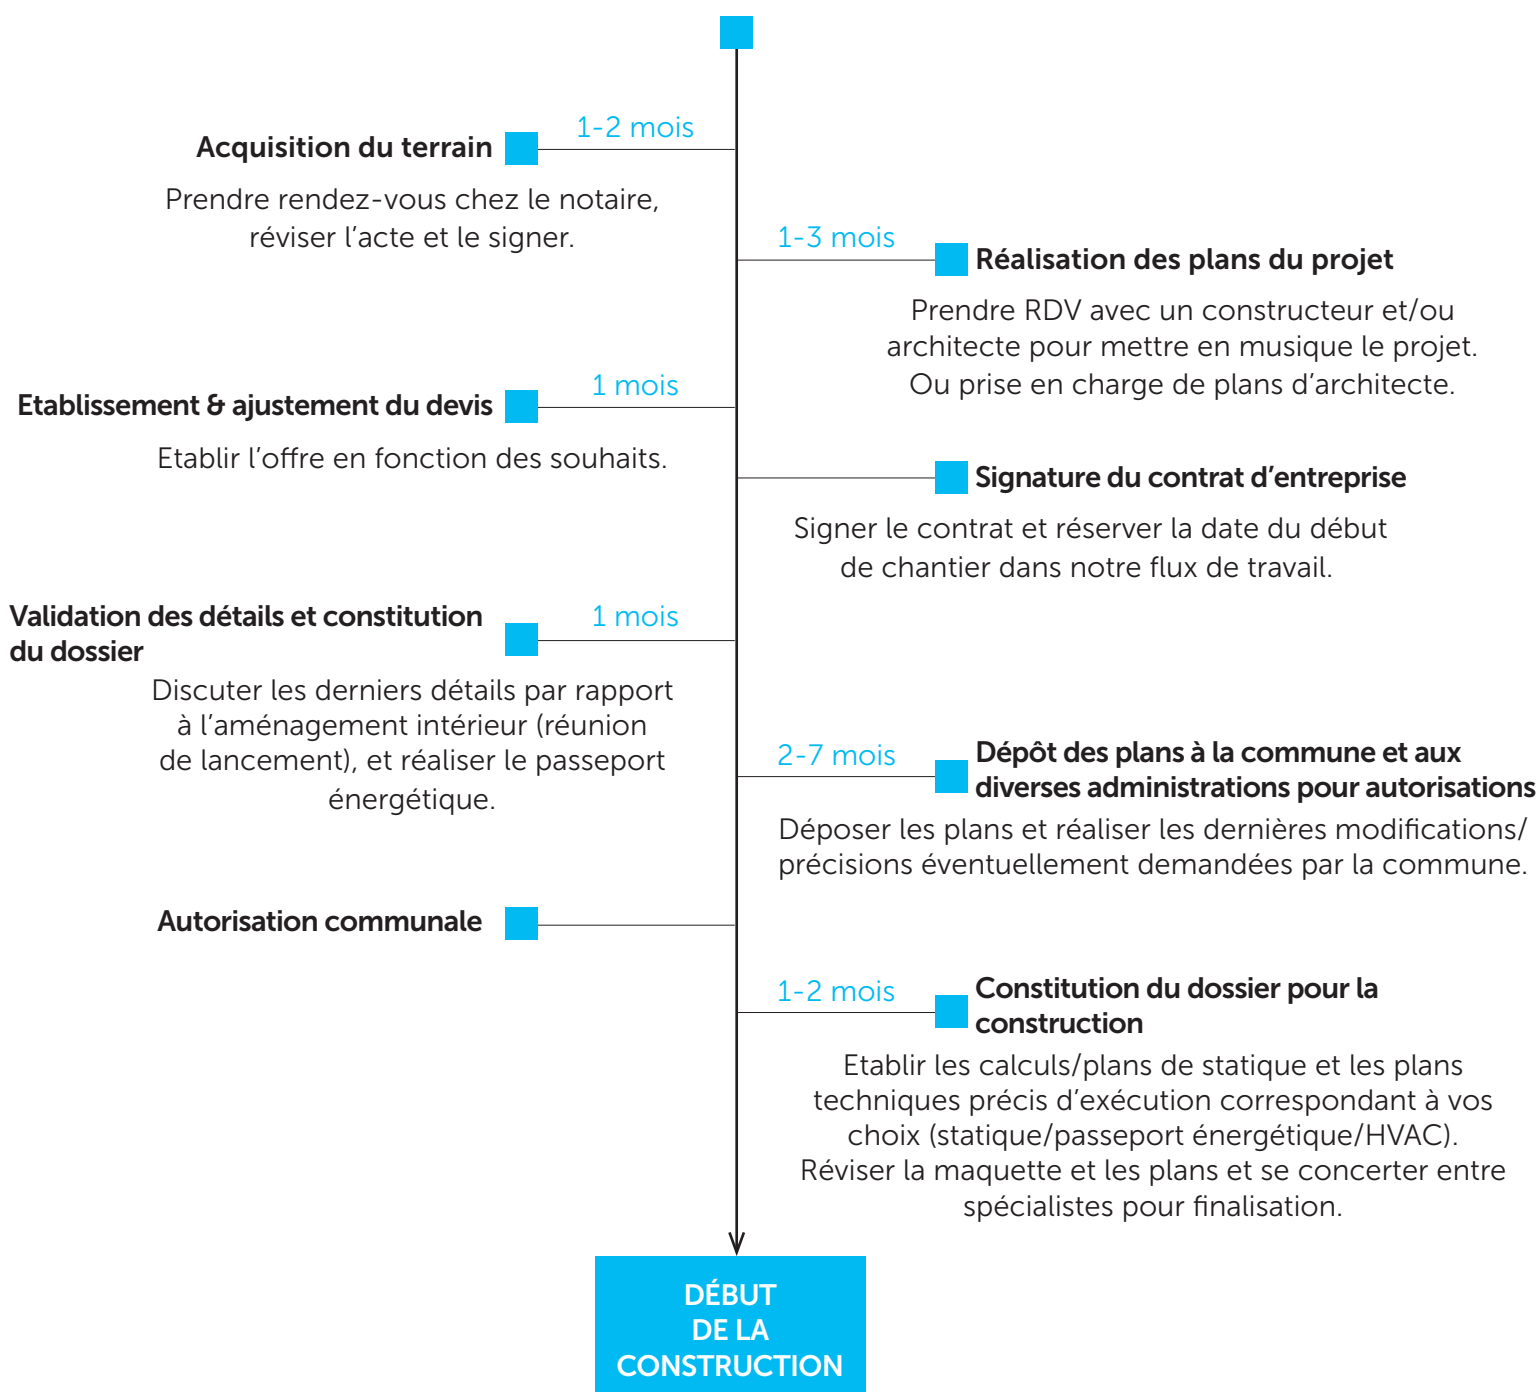 1-2 mois
Acquisition du terrain
Prendre rendez-vous chez le notaire,
réviser l’acte et le signer.
1-3 mois
Réalisation des plans du projet
Prendre RDV avec un constructeur et/ou
architecte pour mettre en musique le projet.
Ou prise en charge de plans d’architecte.
1 mois
Etablissement & ajustement du devis
Etablir l’offre en fonction des souhaits.
Signature du contrat d’entreprise
Signer le contrat et réserver la date du début
de chantier dans notre flux de travail.
1 mois
Validation des détails et constitution
du dossier
Discuter les derniers détails par rapport
à l’aménagement intérieur (réunion
de lancement), et réaliser le passeport
énergétique.
2-7 mois
Dépôt des plans à la commune et aux
diverses administrations pour autorisations
Déposer les plans et réaliser les dernières modifications/
précisions éventuellement demandées par la commune.
Autorisation communale
1-2 mois
Constitution du dossier pour la
construction
Etablir les calculs/plans de statique et les plans
techniques précis d’exécution correspondant à vos
choix (statique/passeport énergétique/HVAC).
Réviser la maquette et les plans et se concerter entre
spécialistes pour finalisation.
DÉBUT
DE LA
CONSTRUCTION